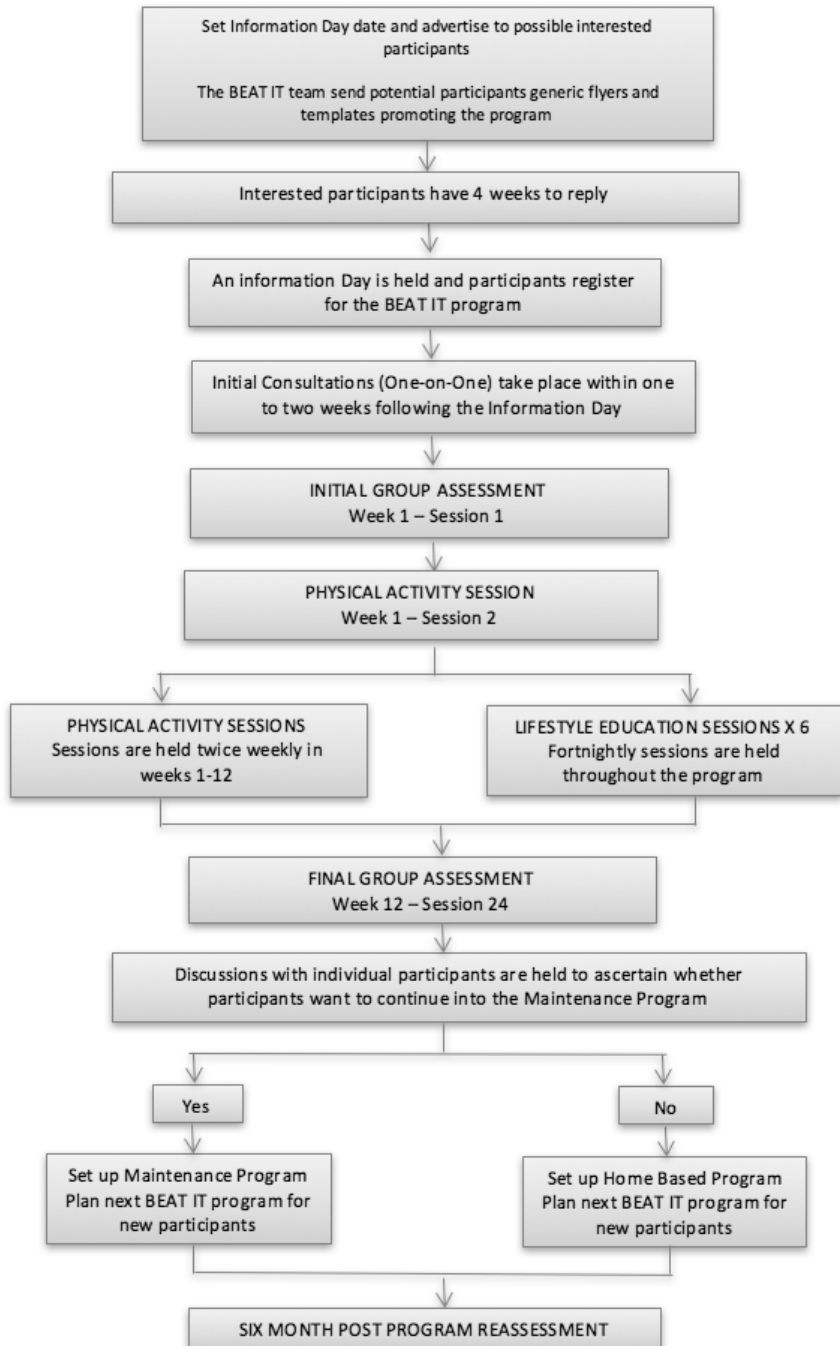 Set Information Day date and advertise to possible interested
participants
The BEAT IT team send potential participants generic flyers and
templates promoting the program
Interested participants have 4 weeks to reply
An information Day is held and participants register
for the BEAT IT program
Initial Consultations (One-on-One) take place within one
to two weeks following the Information Day
INITIAL GROUP ASSESSMENT
Week 1 – Session 1
PHYSICAL ACTIVITY SESSION
Week 1 – Session 2
PHYSICAL ACTIVITY SESSIONS
Sessions are held twice weekly in
weeks 1-12
LIFESTYLE EDUCATION SESSIONS X 6
Fortnightly sessions are held
throughout the program
FINAL GROUP ASSESSMENT
Week 12 – Session 24
Discussions with individual participants are held to ascertain whether
participants want to continue into the Maintenance Program
Yes
No
Set up Maintenance Program
Plan next BEAT IT program for
new participants
Set up Home Based Program
Plan next BEAT IT program for
new participants
SIX MONTH POST PROGRAM REASSESSMENT